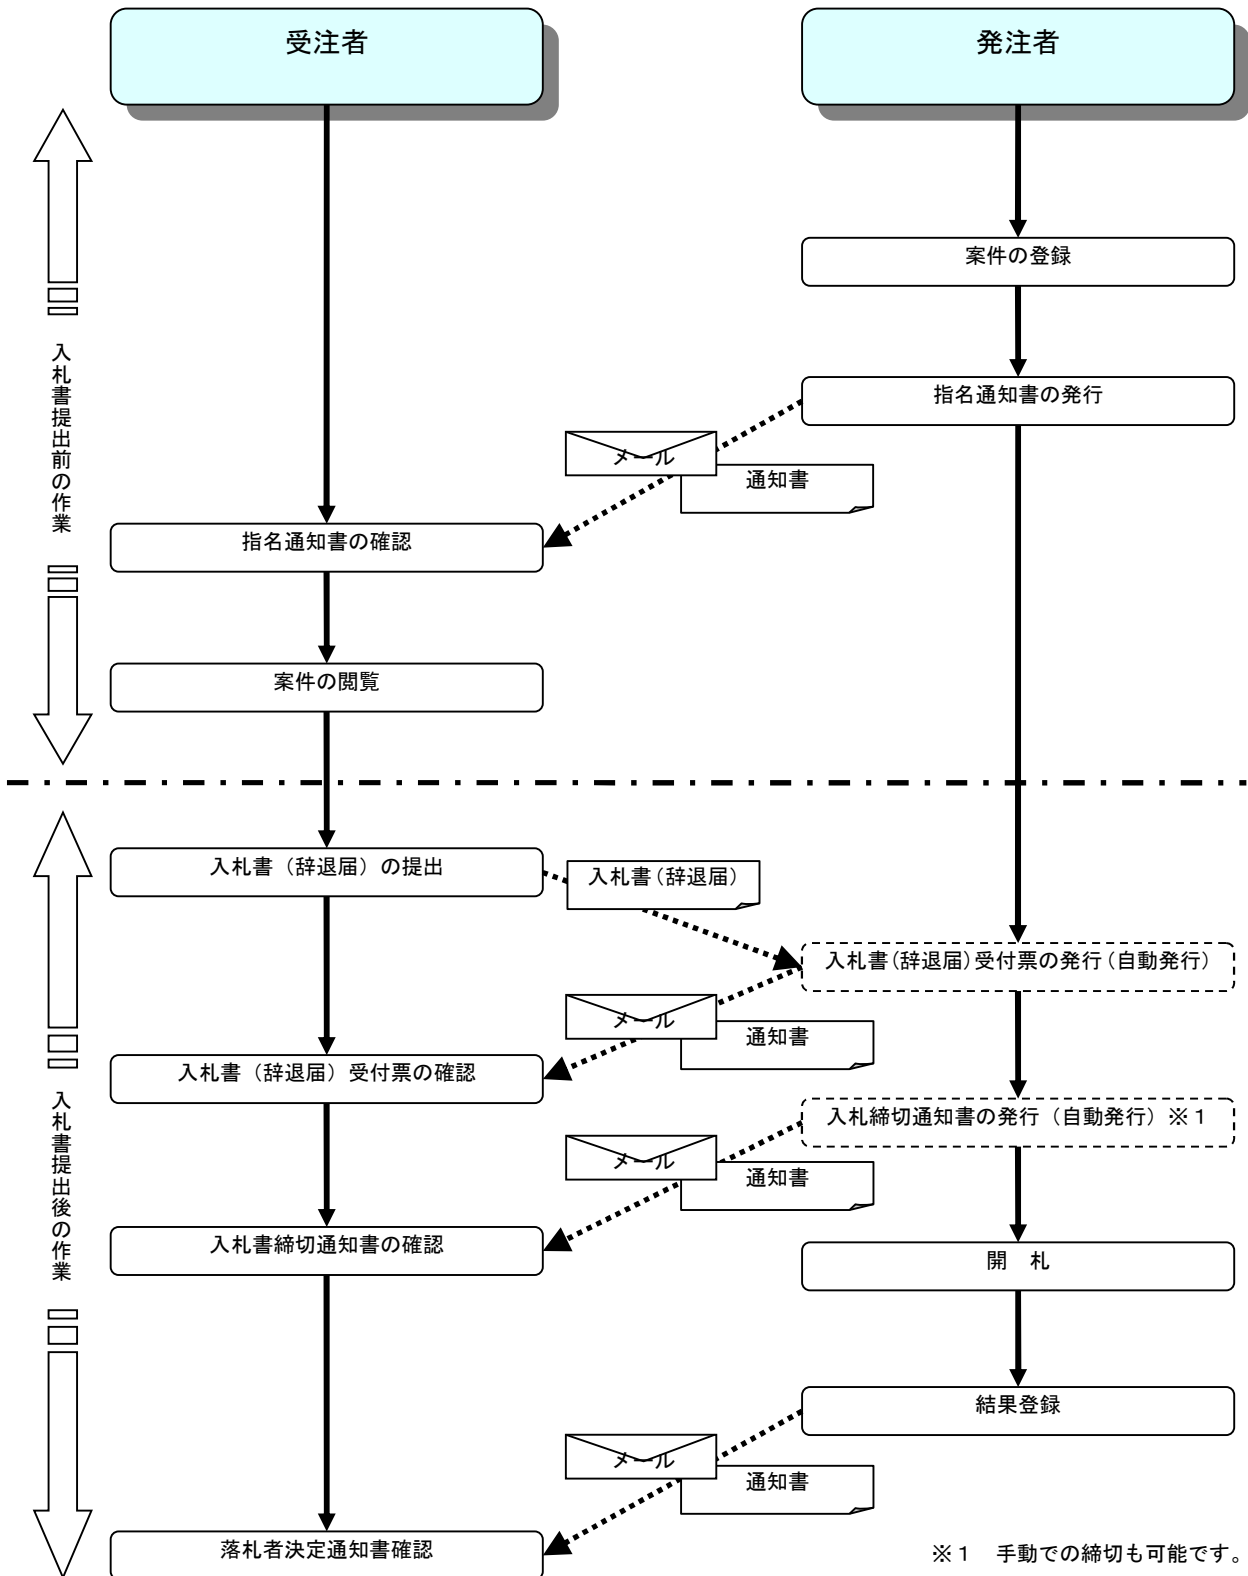 受注者
発注者
案件の登録
指名通知書の発行
メール
通知書
指名通知書の確認
案件の閲覧
入札書提出前の作業
入札書（辞退届）の提出
入札書（辞退届）
入札書（辞退届）受付票の発行（自動発行）
メール
通知書
入札書（辞退届）受付票の確認
入札締切通知書の発行（自動発行）※１
メール
通知書
入札書締切通知書の確認
入札書提出後の作業
開　札
結果登録
メール
通知書
落札者決定通知書確認
※１　手動での締切も可能です。